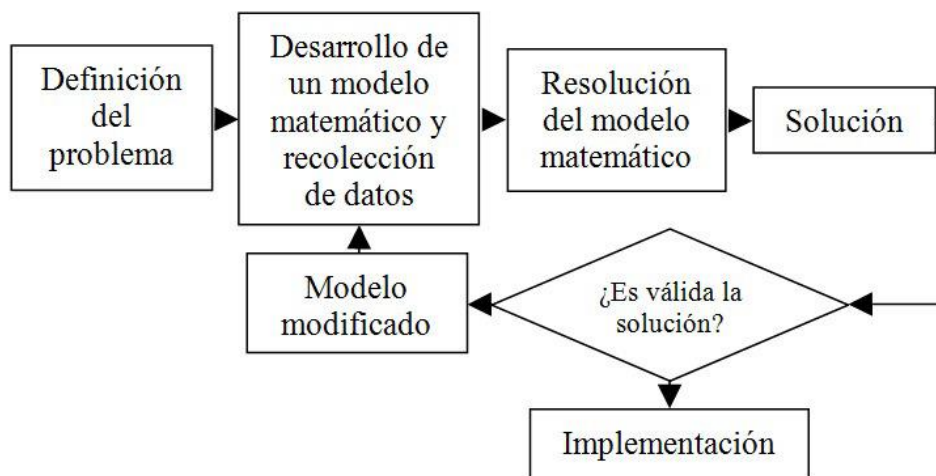 Definición
del
problema
Desarrollo de
un modelo
matemático y
recolección
de datos
Resolución
del modelo
matemático
Solución
Modelo
modificado
¿Es válida la
solución?
Implementación